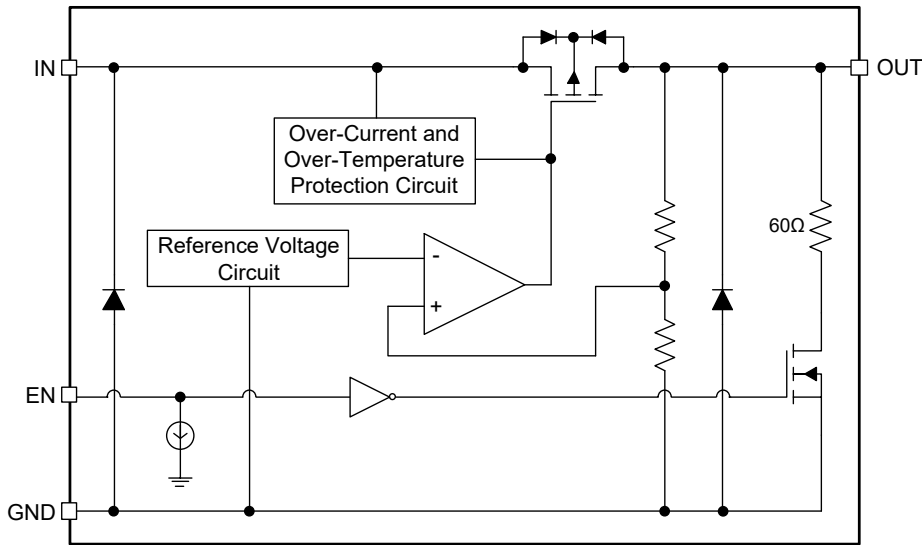 IN
OUT
Over-Current and
Over-Temperature
Protection Circuit
60Ω
Reference Voltage
Circuit
-
+
EN
GND